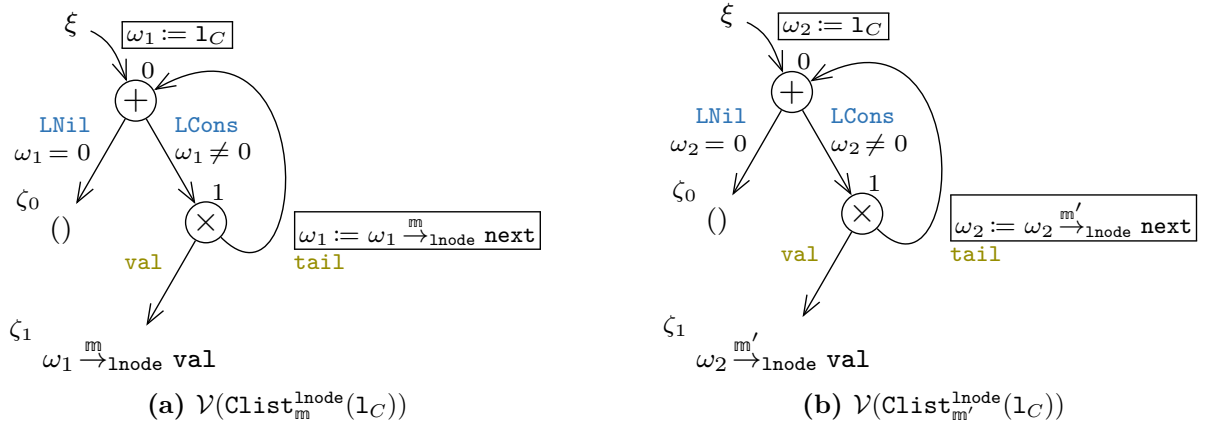 ξ
ω₁ := l_C
0
+
LNil
LCons
ω₁ = 0
ω₁ ≠ 0
ζ₀
()
1
×
ω₁ := ω₁ →^𝕞_lnode next
val
tail
ζ₁
ω₁ →^𝕞_lnode val
(a) 𝒱(Clist^lnode_𝕞(l_C))
ξ
ω₂ := l_C
0
+
LNil
LCons
ω₂ = 0
ω₂ ≠ 0
ζ₀
()
1
×
ω₂ := ω₂ →^𝕞′_lnode next
val
tail
ζ₁
ω₂ →^𝕞′_lnode val
(b) 𝒱(Clist^lnode_𝕞′(l_C))